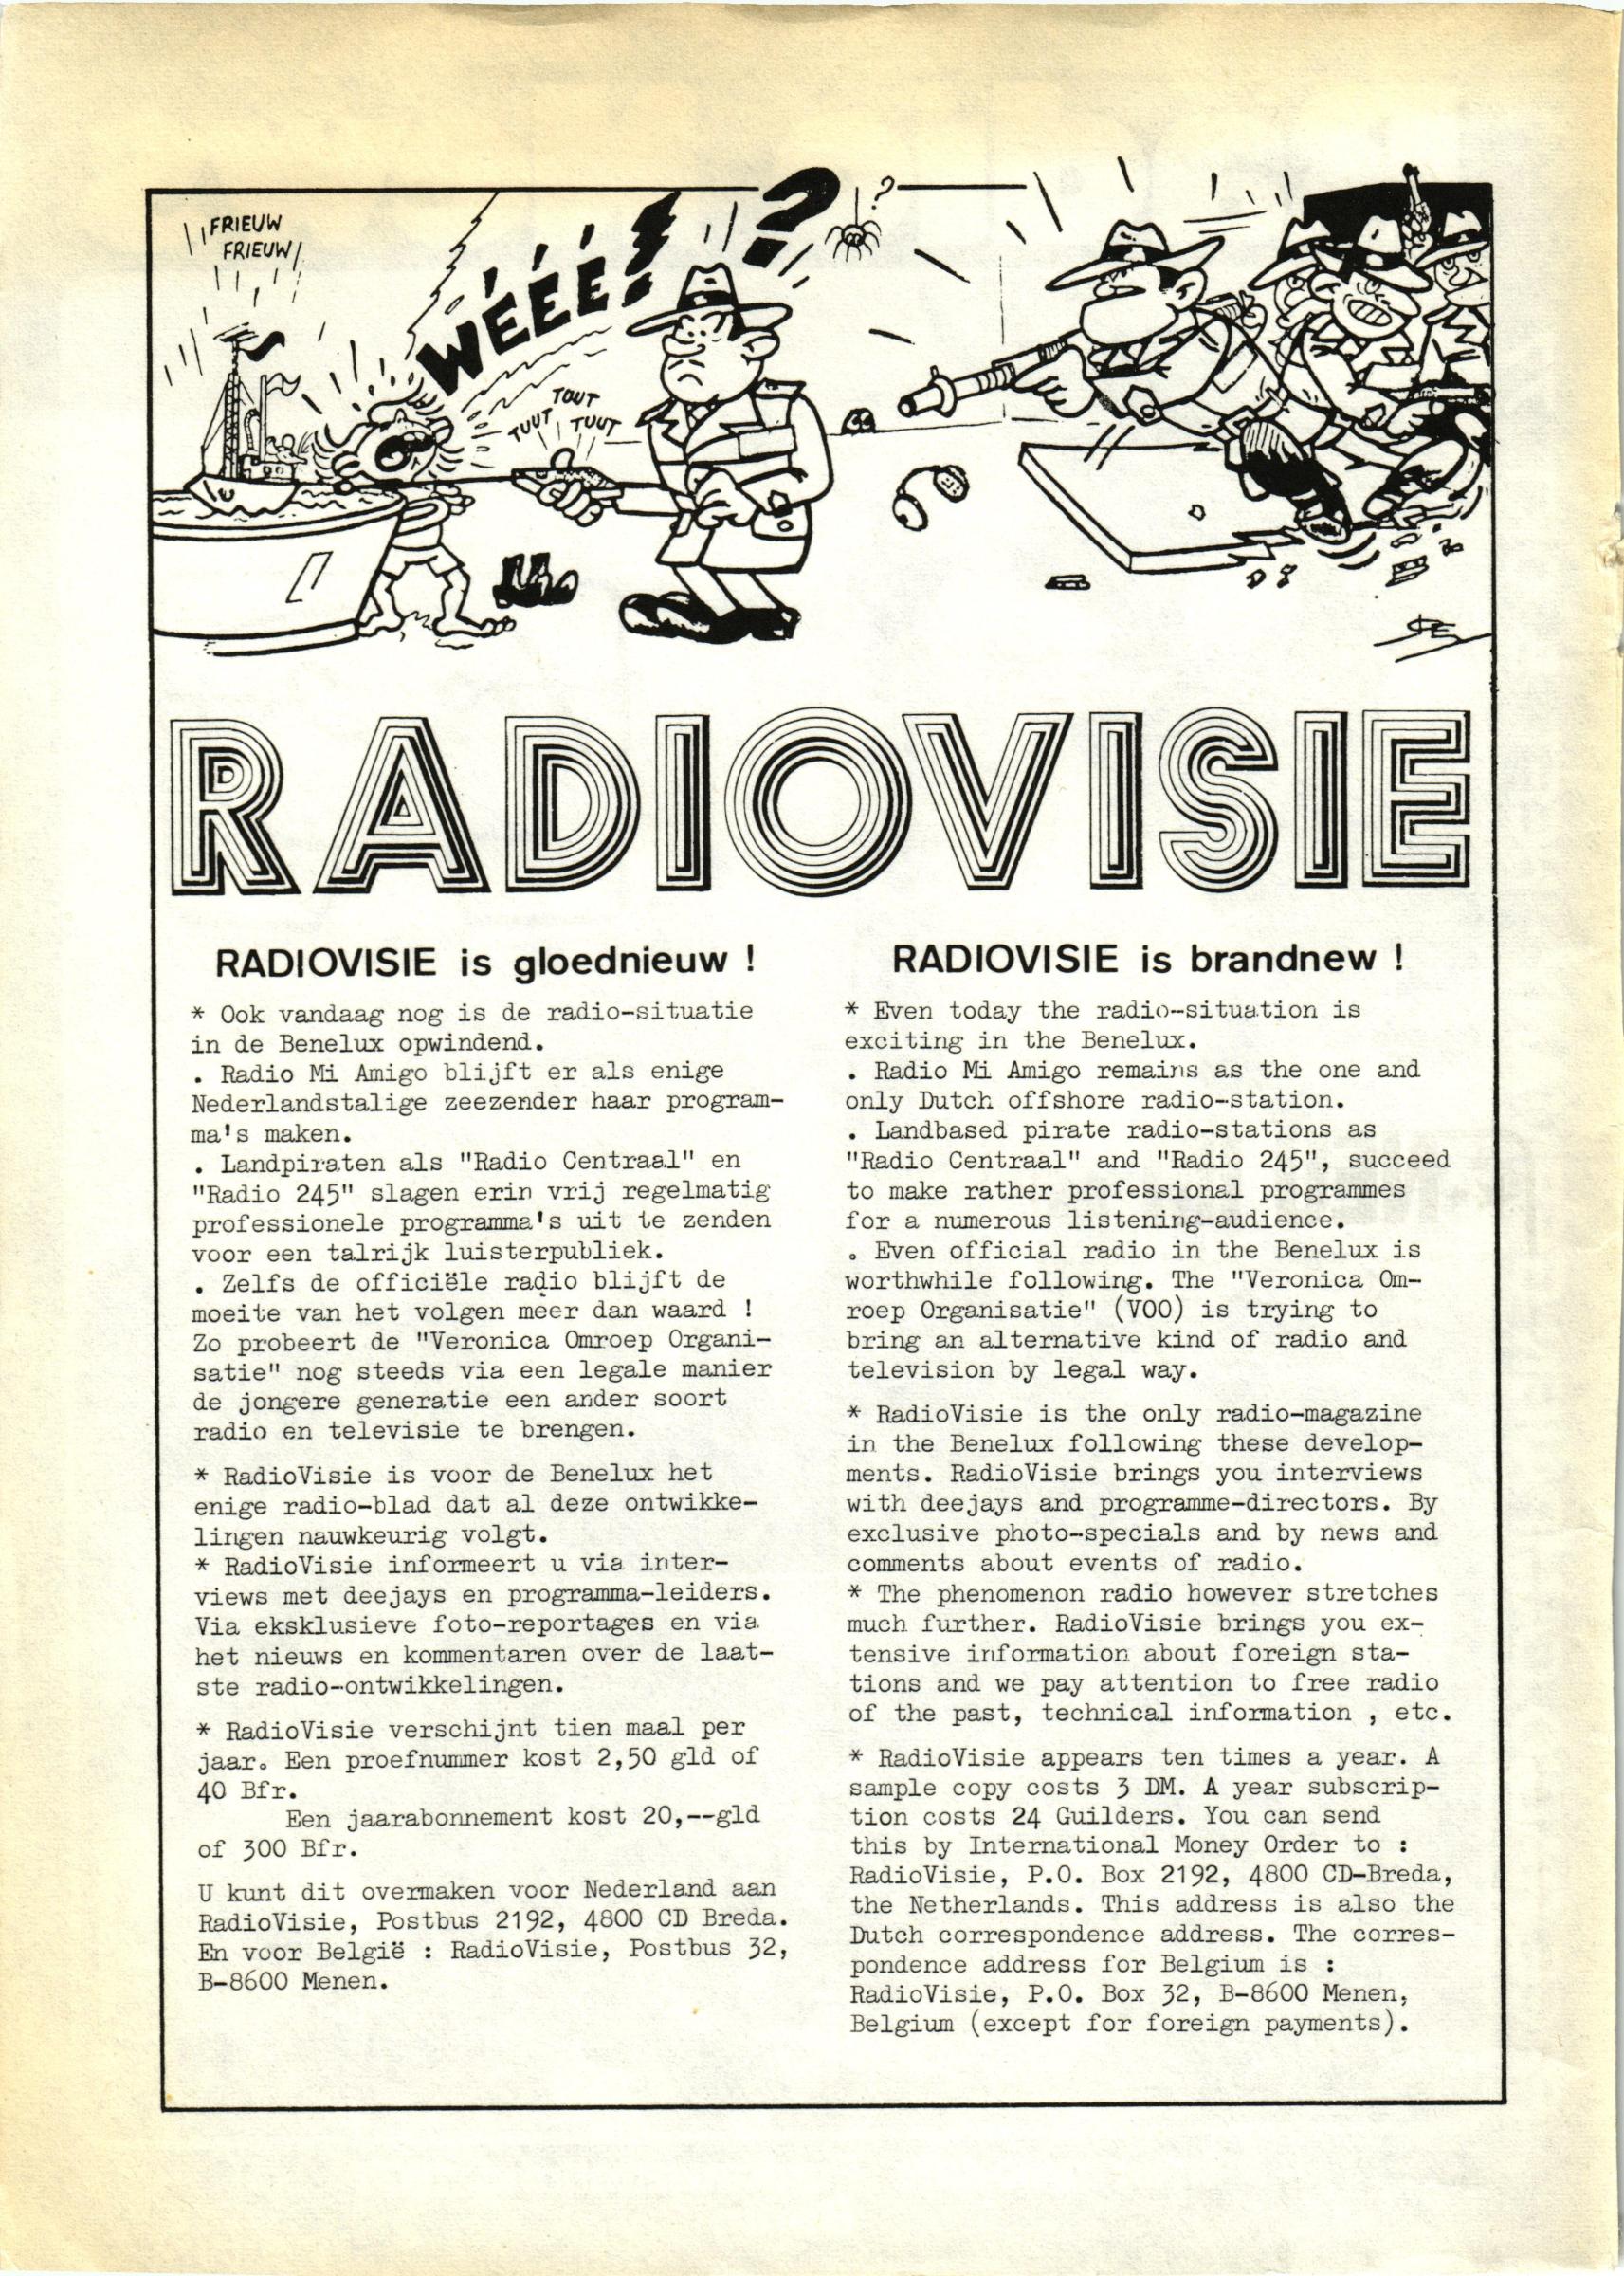 FRIEUW
FRIEUW
WÉÉÉ!
?
?
TUUT
TOUT
TUUT
RADIOVISIE
RADIOVISIE is gloednieuw !
* Ook vandaag nog is de radio-situatie
in de Benelux opwindend.
. Radio Mi Amigo blijft er als enige
Nederlandstalige zeezender haar program-
ma's maken.
. Landpiraten als "Radio Centraal" en
"Radio 245" slagen erin vrij regelmatig
professionele programma's uit te zenden
voor een talrijk luisterpubliek.
. Zelfs de officiële radio blijft de
moeite van het volgen meer dan waard !
Zo probeert de "Veronica Omroep Organi-
satie" nog steeds via een legale manier
de jongere generatie een ander soort
radio en televisie te brengen.
* RadioVisie is voor de Benelux het
enige radio-blad dat al deze ontwikke-
lingen nauwkeurig volgt.
* RadioVisie informeert u via inter-
views met deejays en programma-leiders.
Via eksklusieve foto-reportages en via
het nieuws en kommentaren over de laat-
ste radio-ontwikkelingen.
* RadioVisie verschijnt tien maal per
jaar. Een proefnummer kost 2,50 gld of
40 Bfr.
Een jaarabonnement kost 20,--gld
of 300 Bfr.
U kunt dit overmaken voor Nederland aan
RadioVisie, Postbus 2192, 4800 CD Breda.
En voor België : RadioVisie, Postbus 32,
B-8600 Menen.
RADIOVISIE is brandnew !
* Even today the radio-situation is
exciting in the Benelux.
. Radio Mi Amigo remains as the one and
only Dutch offshore radio-station.
. Landbased pirate radio-stations as
"Radio Centraal" and "Radio 245", succeed
to make rather professional programmes
for a numerous listening-audience.
. Even official radio in the Benelux is
worthwhile following. The "Veronica Om-
roep Organisatie" (VOO) is trying to
bring an alternative kind of radio and
television by legal way.
* RadioVisie is the only radio-magazine
in the Benelux following these develop-
ments. RadioVisie brings you interviews
with deejays and programme-directors. By
exclusive photo-specials and by news and
comments about events of radio.
* The phenomenon radio however stretches
much further. RadioVisie brings you ex-
tensive information about foreign sta-
tions and we pay attention to free radio
of the past, technical information , etc.
* RadioVisie appears ten times a year. A
sample copy costs 3 DM. A year subscrip-
tion costs 24 Guilders. You can send
this by International Money Order to :
RadioVisie, P.O. Box 2192, 4800 CD-Breda,
the Netherlands. This address is also the
Dutch correspondence address. The corres-
pondence address for Belgium is :
RadioVisie, P.O. Box 32, B-8600 Menen,
Belgium (except for foreign payments).